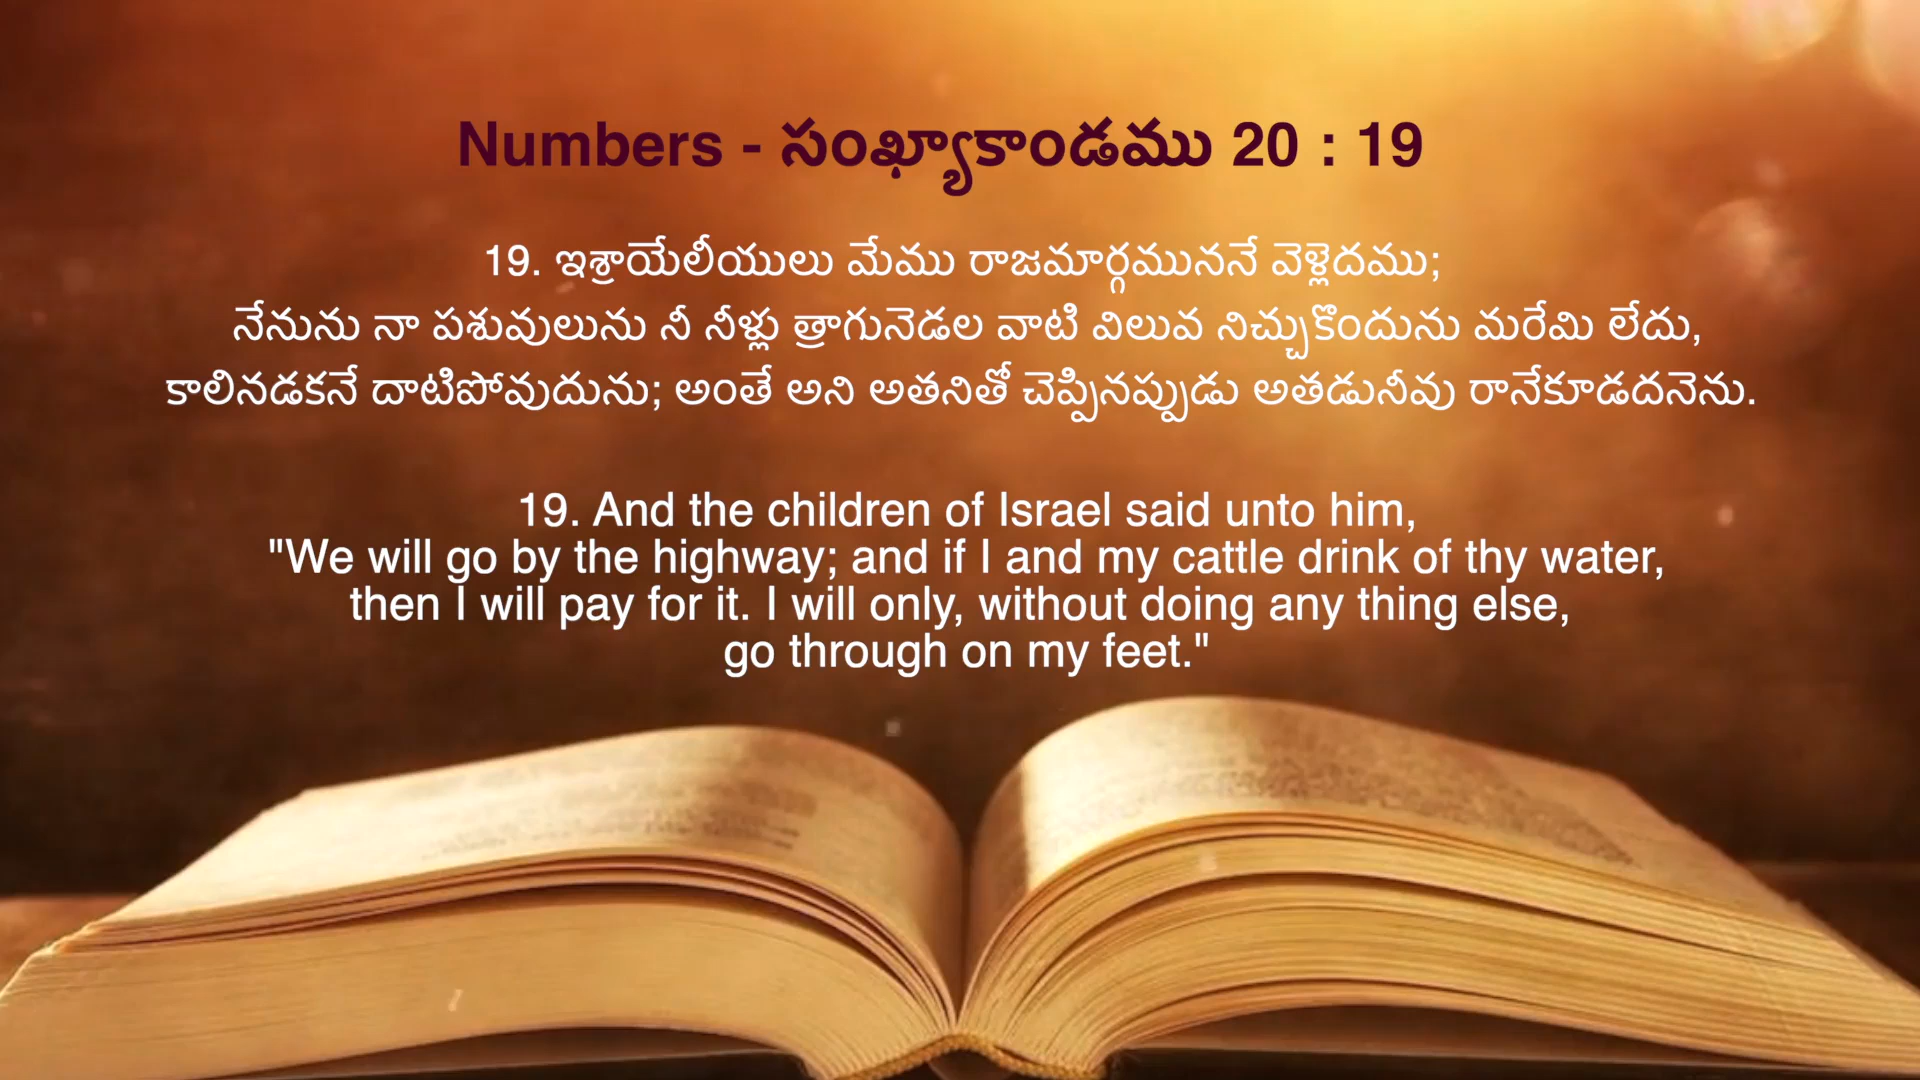 Numbers - సంఖ్యాకాండము 20 : 19
19. ఇశ్రాయేలీయులు మేము రాజమార్గముననే వెళ్లెదము;
నేనును నా పశువులును నీ నీళ్లు త్రాగునెడల వాటి విలువ నిచ్చుకొందును మరేమి లేదు,
కాలినడకనే దాటిపోవుదును; అంతే అని అతనితో చెప్పినప్పుడు అతడునీవు రానేకూడదనెను.
19. And the children of Israel said unto him,
"We will go by the highway; and if I and my cattle drink of thy water,
then I will pay for it. I will only, without doing any thing else,
go through on my feet."